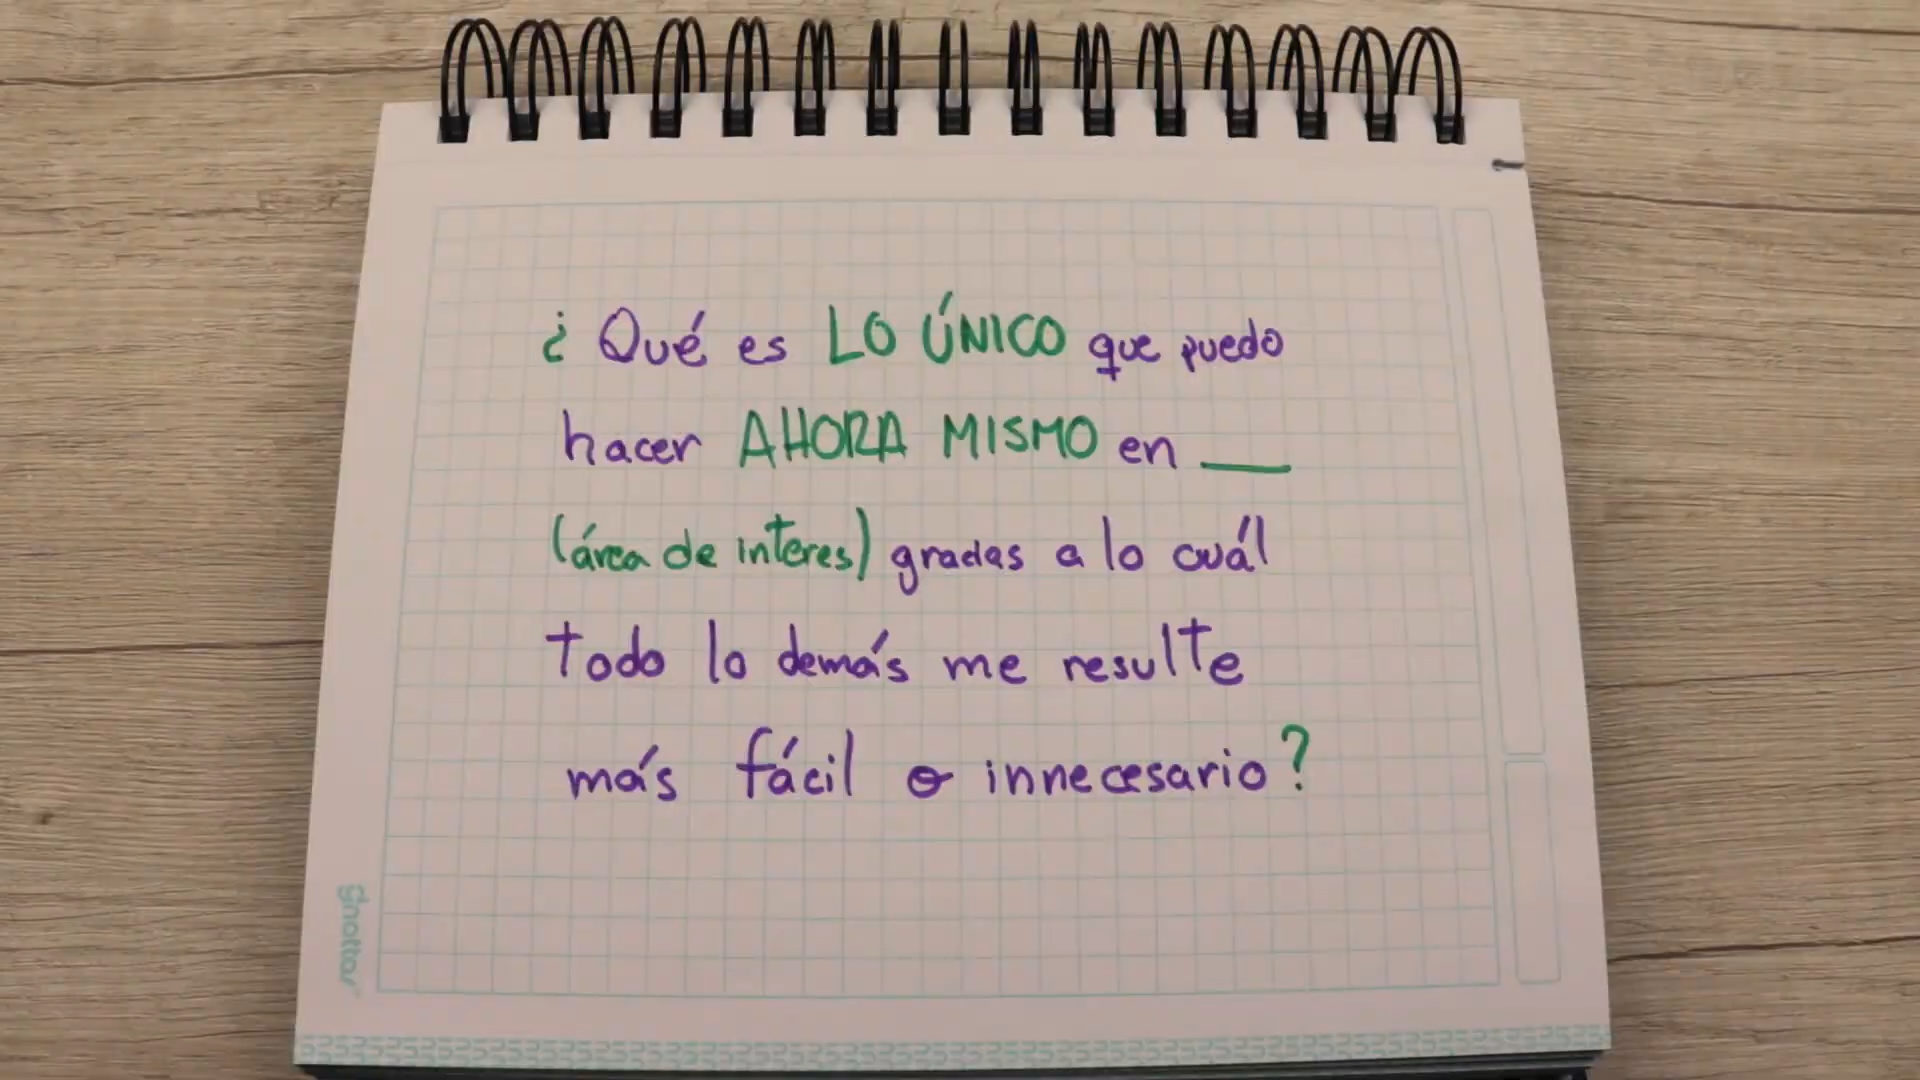 ¿Qué es LO ÚNICO que puedo
hacer AHORA MISMO en ___
(área de interes) gracias a lo cuál
todo lo demás me resulte
más fácil o innecesario?
gnottas